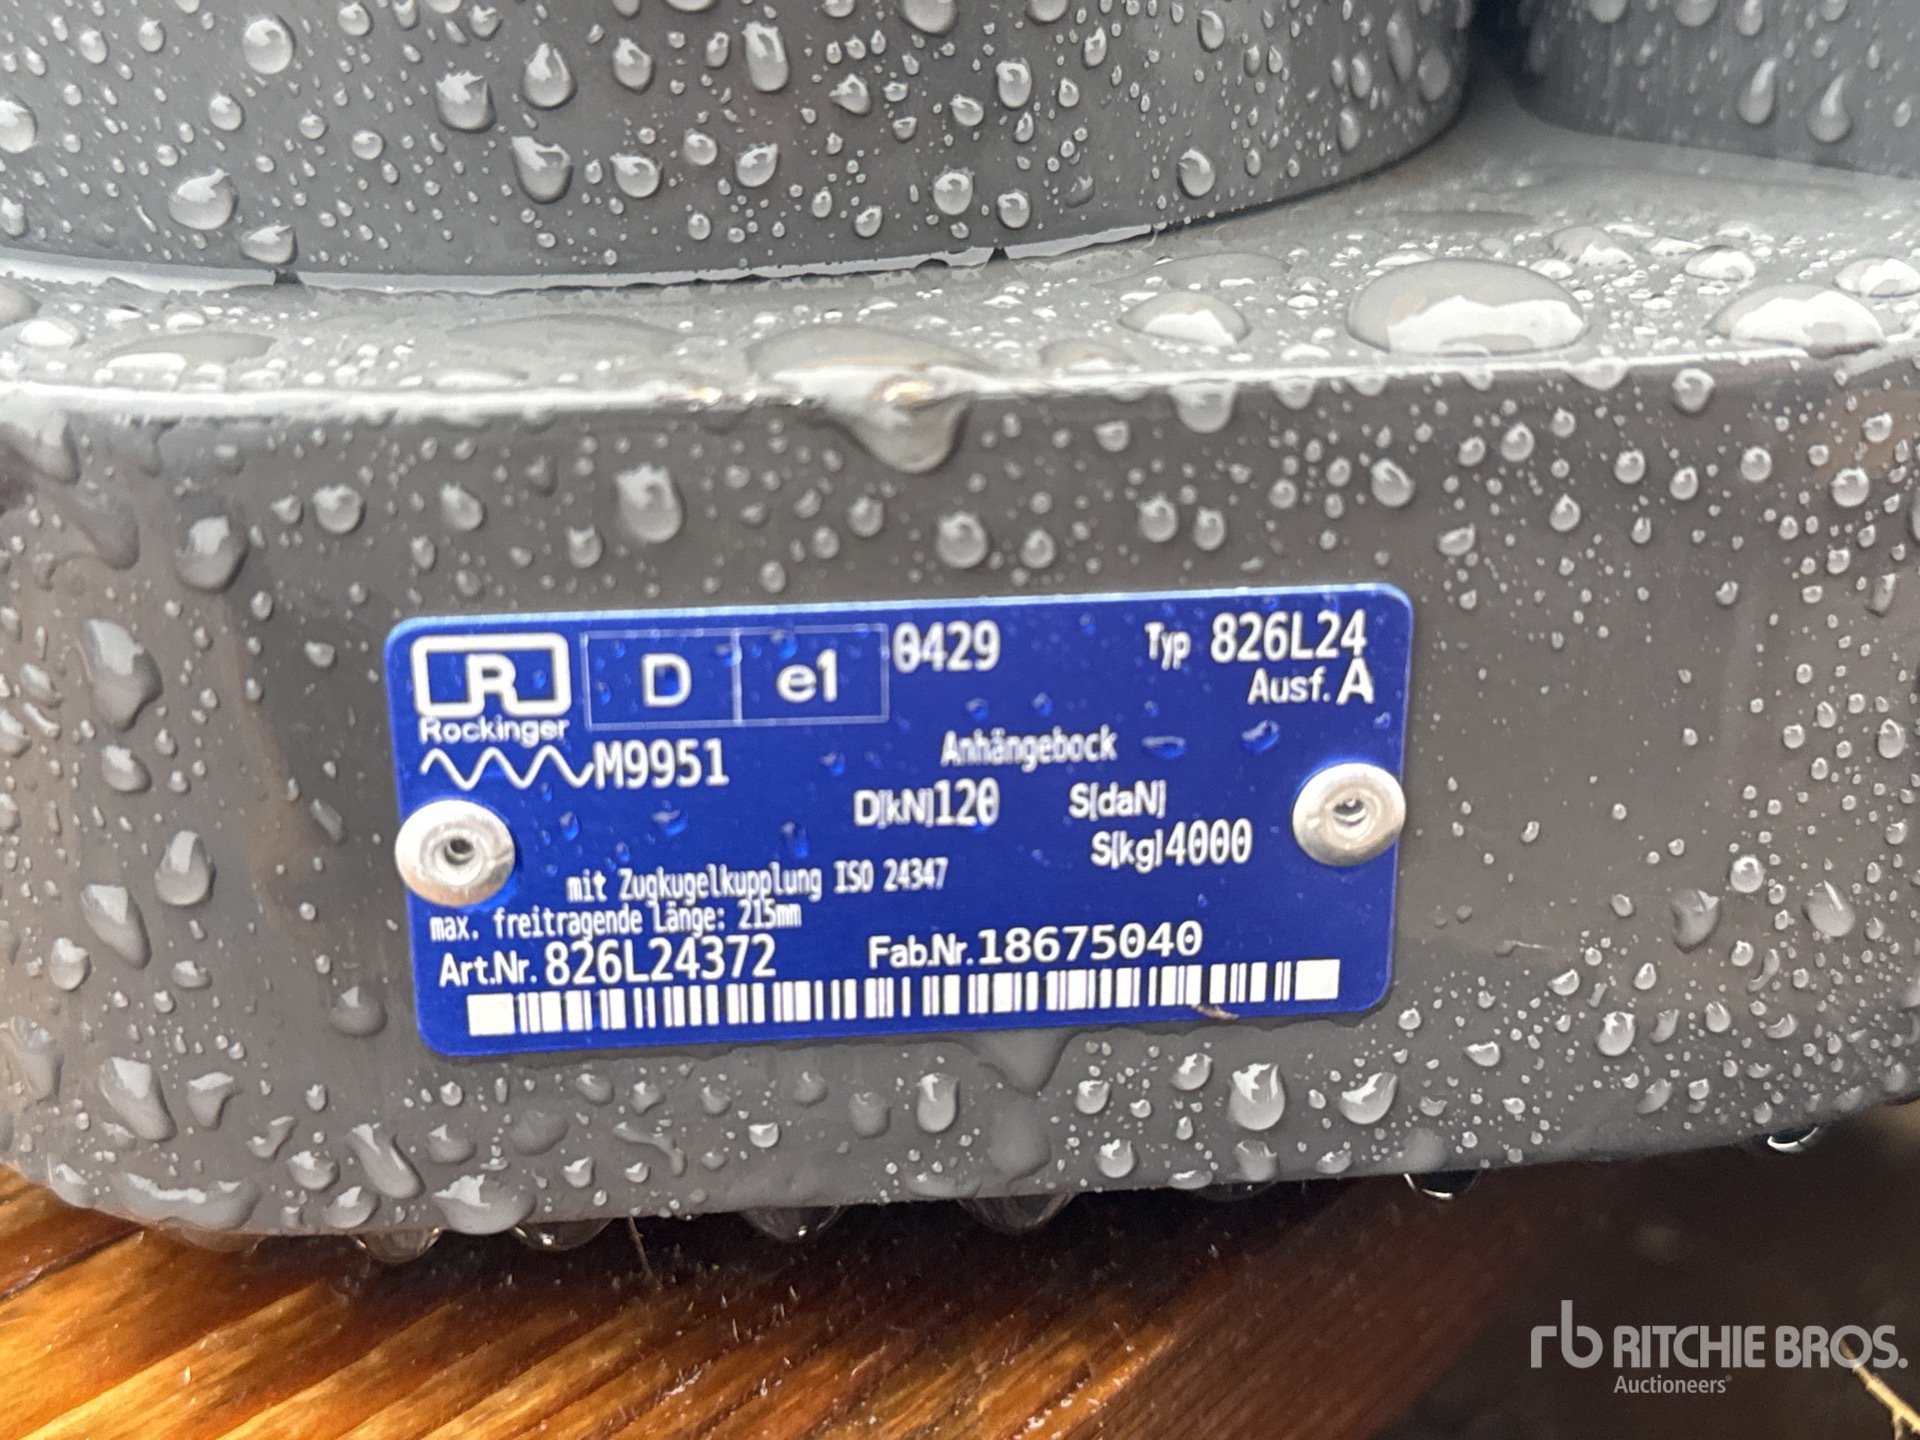 R D e1 0429 Typ 826L24
Rockinger Ausf. A
M9951 Anhängebock
D[kN]120 S[daN]
S[kg]4000
mit Zugkugelkupplung ISO 24347
max. freitragende Länge: 215mm
Art.Nr. 826L24372 Fab.Nr. 18675040
rb RITCHIE BROS.
Auctioneers